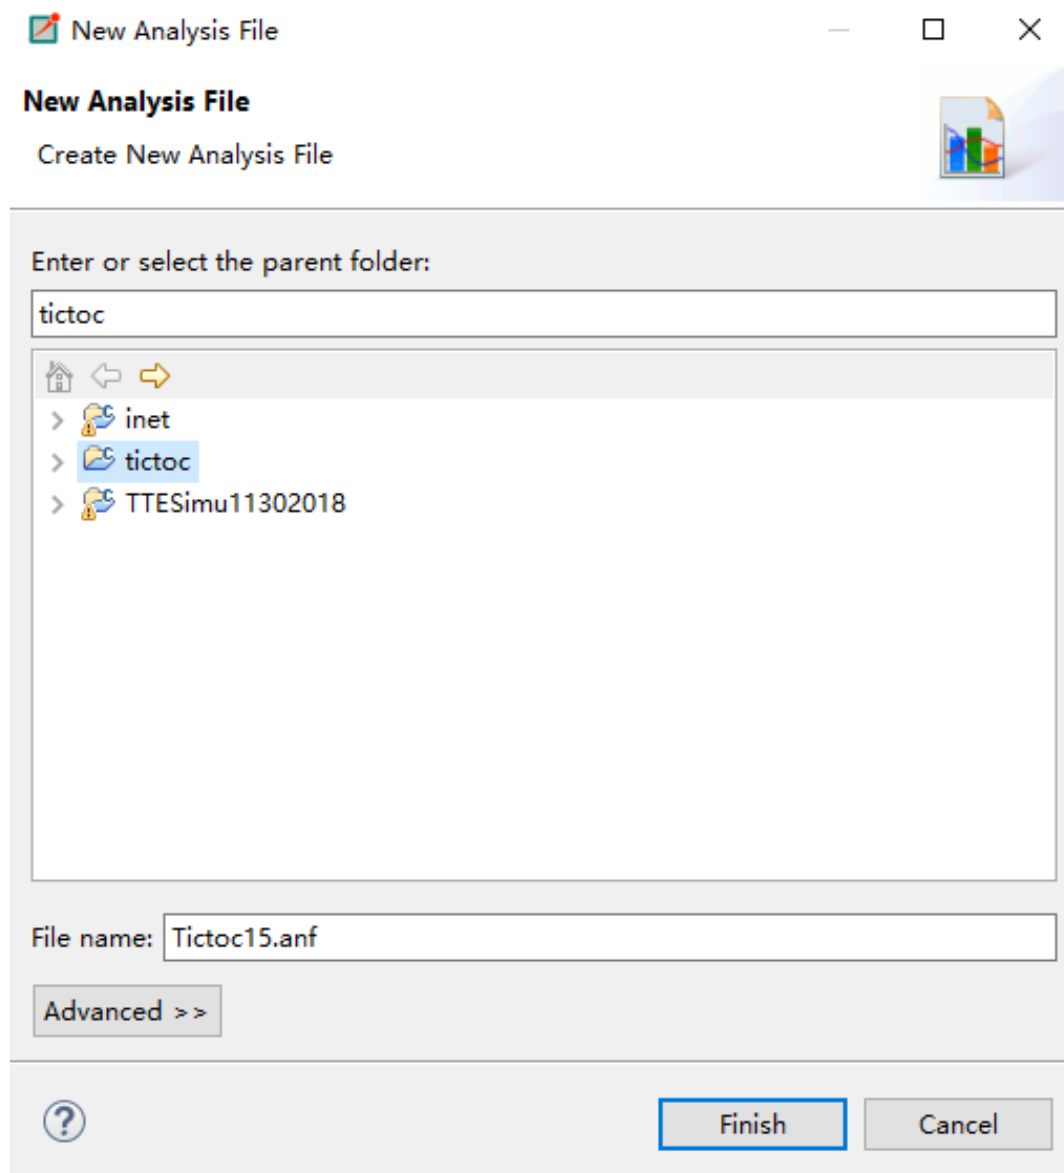 New Analysis File
New Analysis File
Create New Analysis File
Enter or select the parent folder:
tictoc
inet
tictoc
TTESimu11302018
File name: Tictoc15.anf
Advanced >>
Finish Cancel